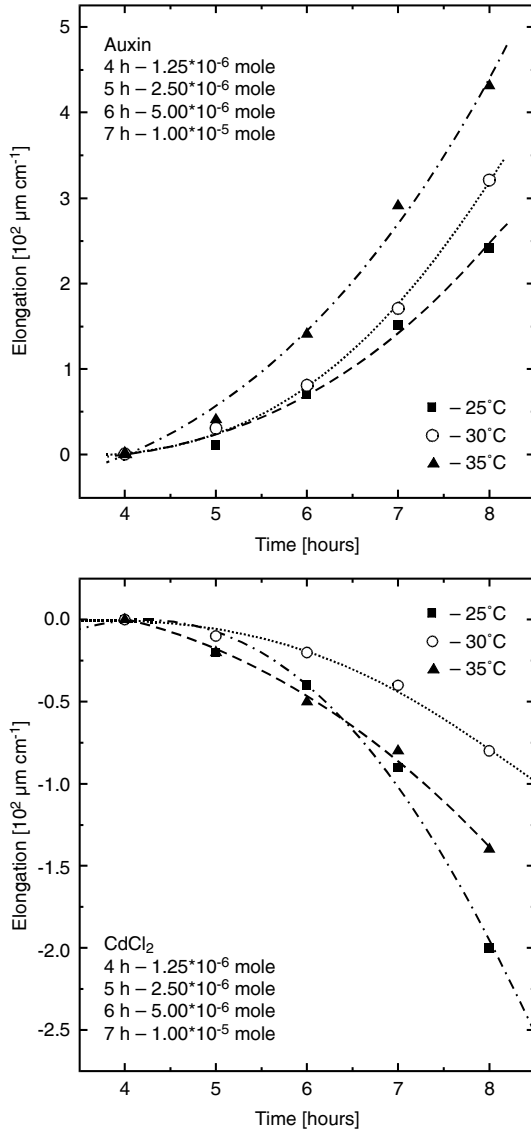 5
4
3
2
1
0
Elongation [10² µm cm⁻¹]
Auxin
4 h – 1.25*10⁻⁶ mole
5 h – 2.50*10⁻⁶ mole
6 h – 5.00*10⁻⁶ mole
7 h – 1.00*10⁻⁵ mole
– 25˚C
– 30˚C
– 35˚C
4 5 6 7 8
Time [hours]
0.0
-0.5
-1.0
-1.5
-2.0
-2.5
Elongation [10² µm cm⁻¹]
– 25˚C
– 30˚C
– 35˚C
CdCl₂
4 h – 1.25*10⁻⁶ mole
5 h – 2.50*10⁻⁶ mole
6 h – 5.00*10⁻⁶ mole
7 h – 1.00*10⁻⁵ mole
4 5 6 7 8
Time [hours]